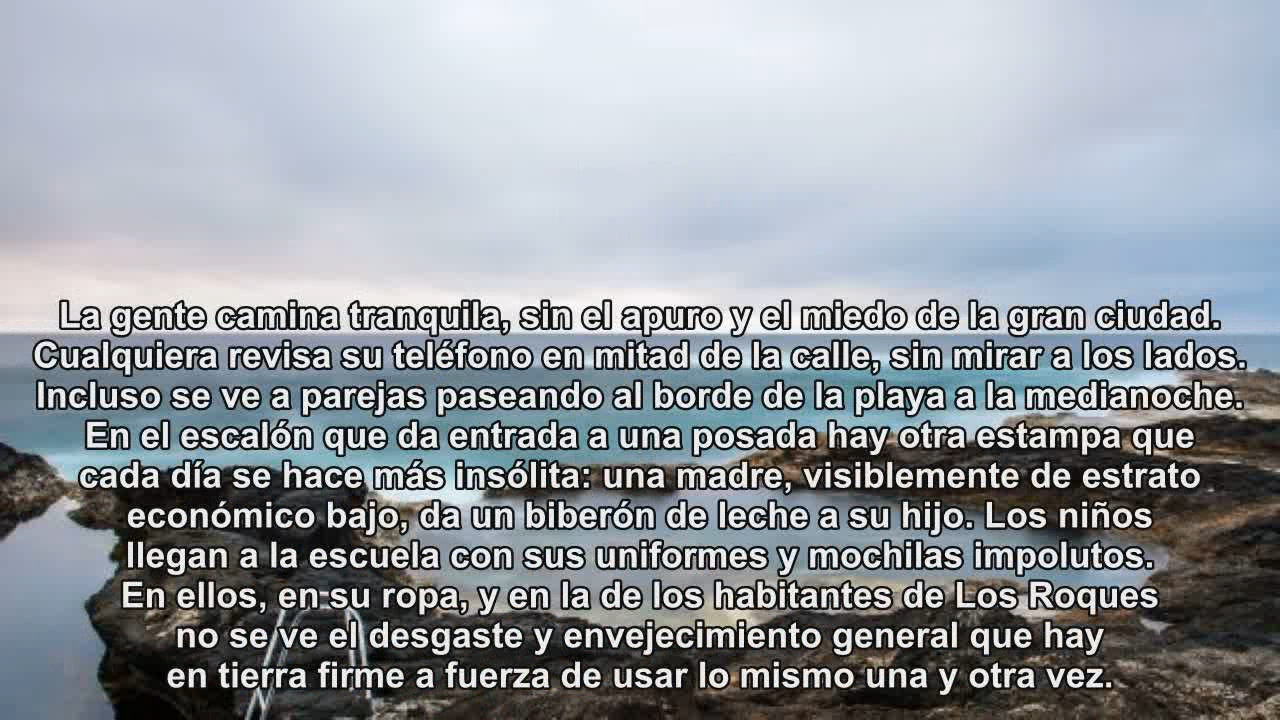 La gente camina tranquila, sin el apuro y el miedo de la gran ciudad.
Cualquiera revisa su teléfono en mitad de la calle, sin mirar a los lados.
Incluso se ve a parejas paseando al borde de la playa a la medianoche.
En el escalón que da entrada a una posada hay otra estampa que
cada día se hace más insólita: una madre, visiblemente de estrato
económico bajo, da un biberón de leche a su hijo. Los niños
llegan a la escuela con sus uniformes y mochilas impolutos.
En ellos, en su ropa, y en la de los habitantes de Los Roques
no se ve el desgaste y envejecimiento general que hay
en tierra firme a fuerza de usar lo mismo una y otra vez.